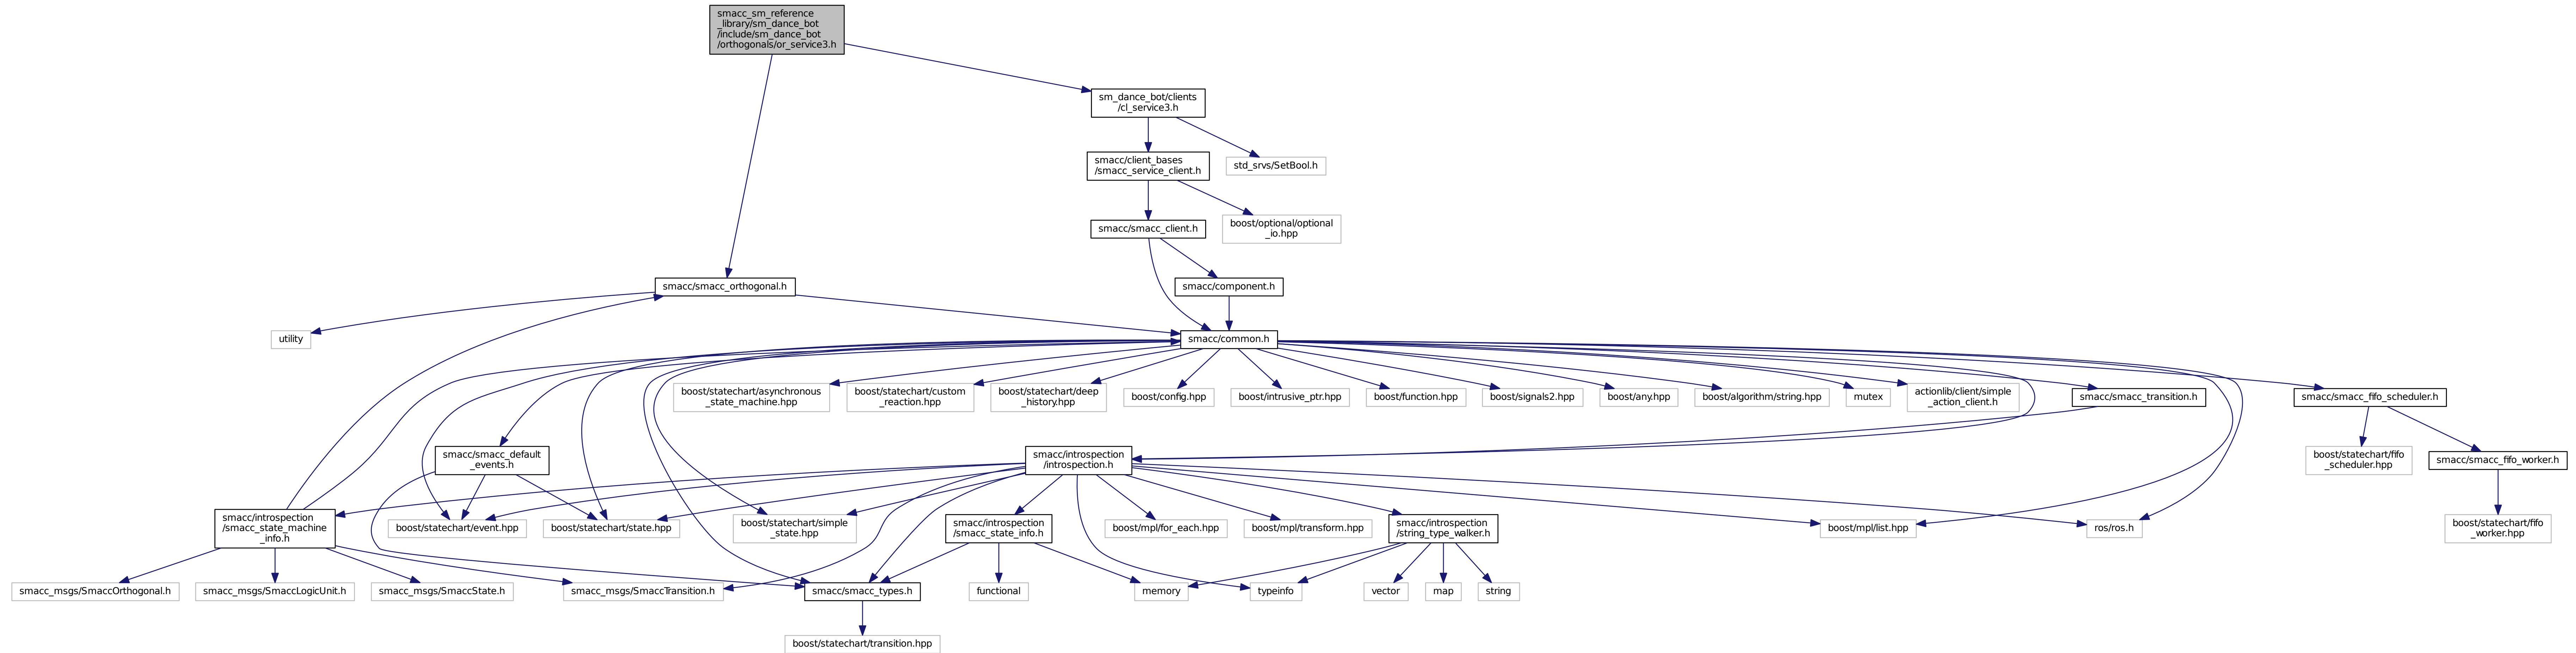 smacc_sm_reference
_library/sm_dance_bot
/include/sm_dance_bot
/orthogonals/or_service3.h
sm_dance_bot/clients
/cl_service3.h
smacc/client_bases
/smacc_service_client.h
std_srvs/SetBool.h
smacc/smacc_client.h
boost/optional/optional
_io.hpp
smacc/smacc_orthogonal.h
smacc/component.h
utility
smacc/common.h
boost/statechart/asynchronous
_state_machine.hpp
boost/statechart/custom
_reaction.hpp
boost/statechart/deep
_history.hpp
boost/config.hpp
boost/intrusive_ptr.hpp
boost/function.hpp
boost/signals2.hpp
boost/any.hpp
boost/algorithm/string.hpp
mutex
actionlib/client/simple
_action_client.h
smacc/smacc_transition.h
smacc/smacc_fifo_scheduler.h
smacc/smacc_default
_events.h
smacc/introspection
/introspection.h
boost/statechart/fifo
_scheduler.hpp
smacc/smacc_fifo_worker.h
smacc/introspection
/smacc_state_machine
_info.h
boost/statechart/event.hpp
boost/statechart/state.hpp
boost/statechart/simple
_state.hpp
smacc/introspection
/smacc_state_info.h
boost/mpl/for_each.hpp
boost/mpl/transform.hpp
smacc/introspection
/string_type_walker.h
boost/mpl/list.hpp
ros/ros.h
boost/statechart/fifo
_worker.hpp
smacc_msgs/SmaccOrthogonal.h
smacc_msgs/SmaccLogicUnit.h
smacc_msgs/SmaccState.h
smacc_msgs/SmaccTransition.h
smacc/smacc_types.h
functional
memory
typeinfo
vector
map
string
boost/statechart/transition.hpp